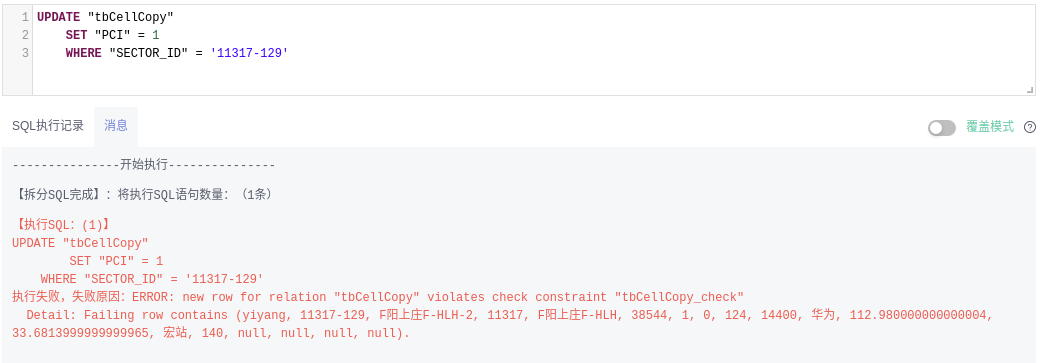 1 UPDATE "tbCellCopy"
2 SET "PCI" = 1
3 WHERE "SECTOR_ID" = '11317-129'
SQL执行记录 消息 覆盖模式 ?
---------------开始执行---------------
【拆分SQL完成】：将执行SQL语句数量：（1条）
【执行SQL：(1)】
UPDATE "tbCellCopy"
SET "PCI" = 1
WHERE "SECTOR_ID" = '11317-129'
执行失败，失败原因：ERROR: new row for relation "tbCellCopy" violates check constraint "tbCellCopy_check"
Detail: Failing row contains (yiyang, 11317-129, F阳上庄F-HLH-2, 11317, F阳上庄F-HLH, 38544, 1, 0, 124, 14400, 华为, 112.980000000000004,
33.6813999999999965, 宏站, 140, null, null, null, null).